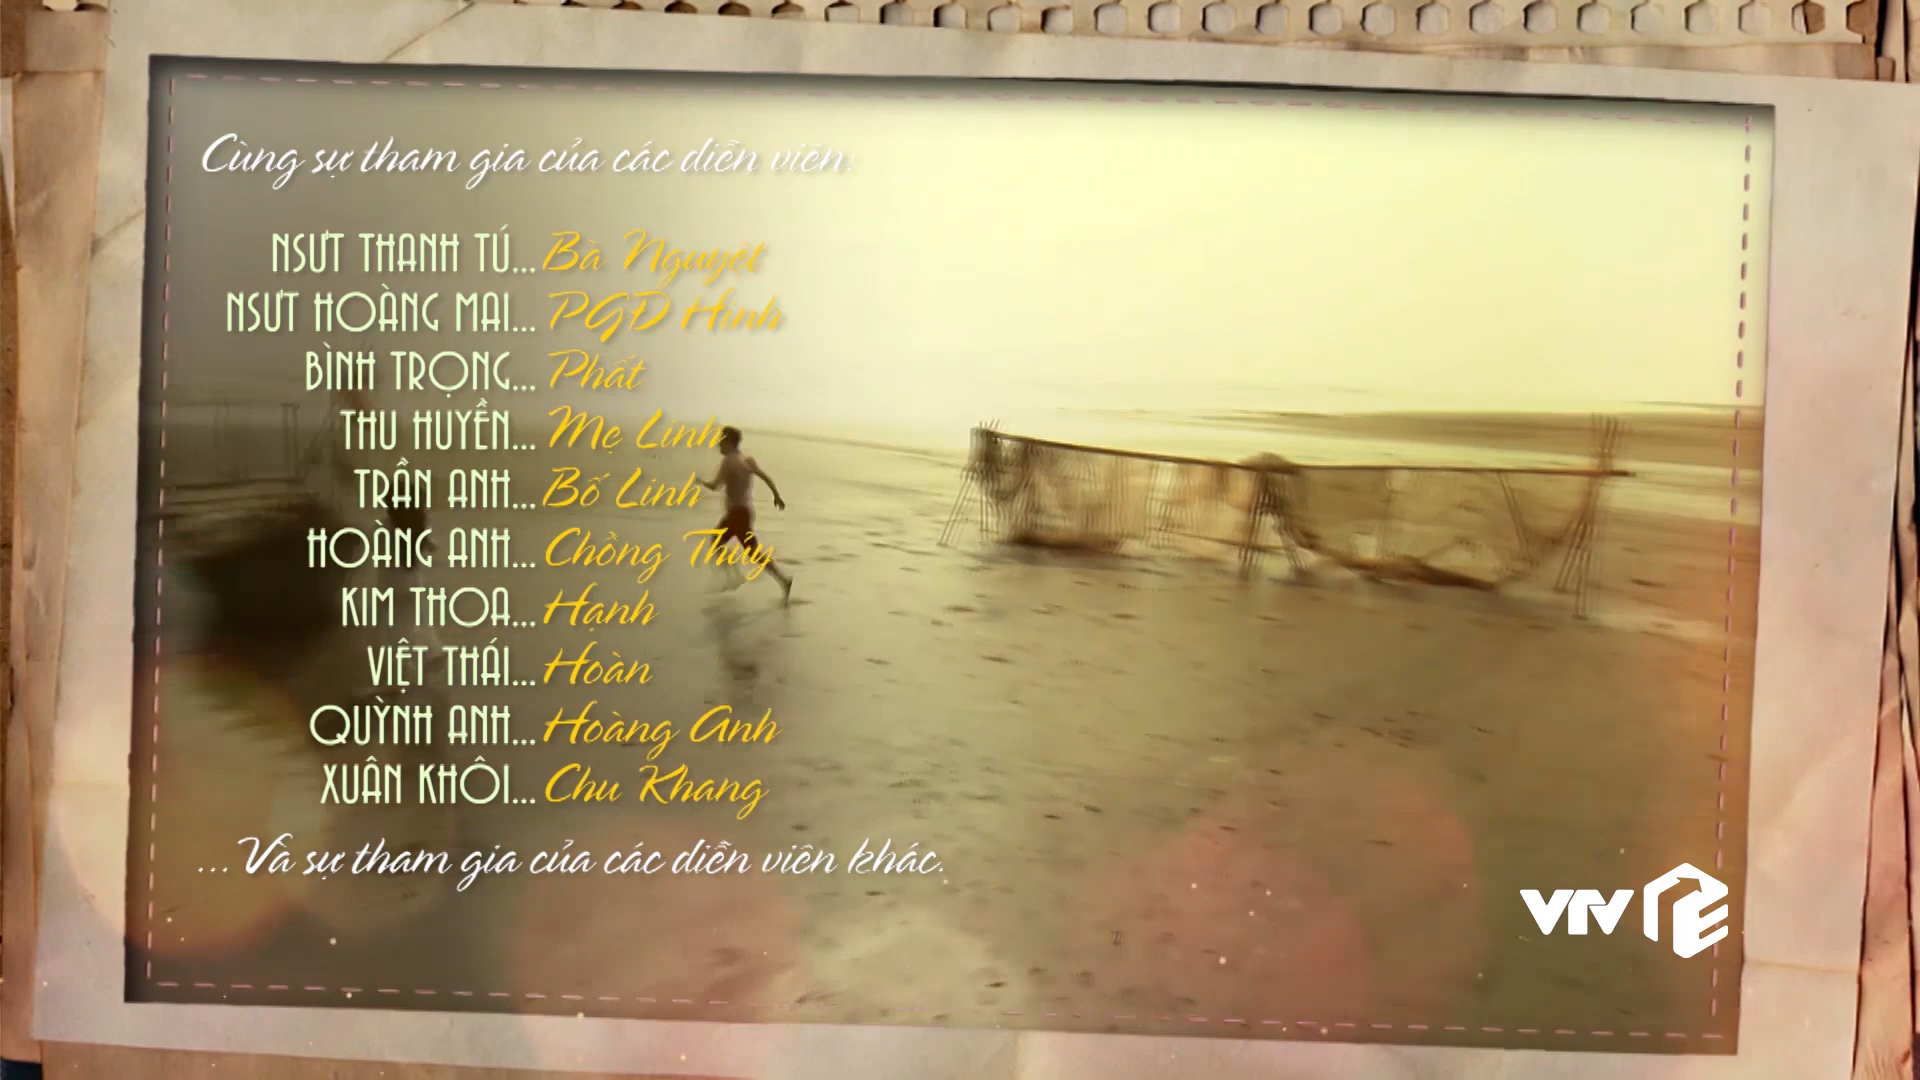 Cùng sự tham gia của các diễn viên:
NSƯT THANH TÚ... Bà Nguyệt
NSƯT HOÀNG MAI... PGĐ Hinh
BÌNH TRỌNG... Phất
THU HUYỀN... Mẹ Linh
TRẦN ANH... Bố Linh
HOÀNG ANH... Chồng Thủy
KIM THOA... Hạnh
VIỆT THÁI... Hoàn
QUỲNH ANH... Hoàng Anh
XUÂN KHÔI... Chu Khang
... Và sự tham gia của các diễn viên khác.
VTV